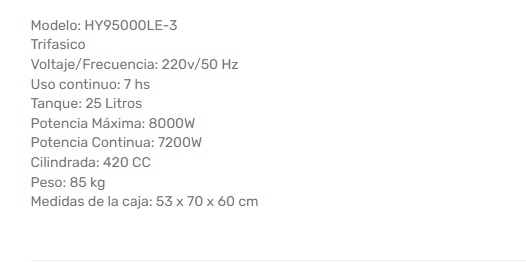 Modelo: HY95000LE-3
Trifasico
Voltaje/Frecuencia: 220v/50 Hz
Uso continuo: 7 hs
Tanque: 25 Litros
Potencia Máxima: 8000W
Potencia Continua: 7200W
Cilindrada: 420 CC
Peso: 85 kg
Medidas de la caja: 53 x 70 x 60 cm